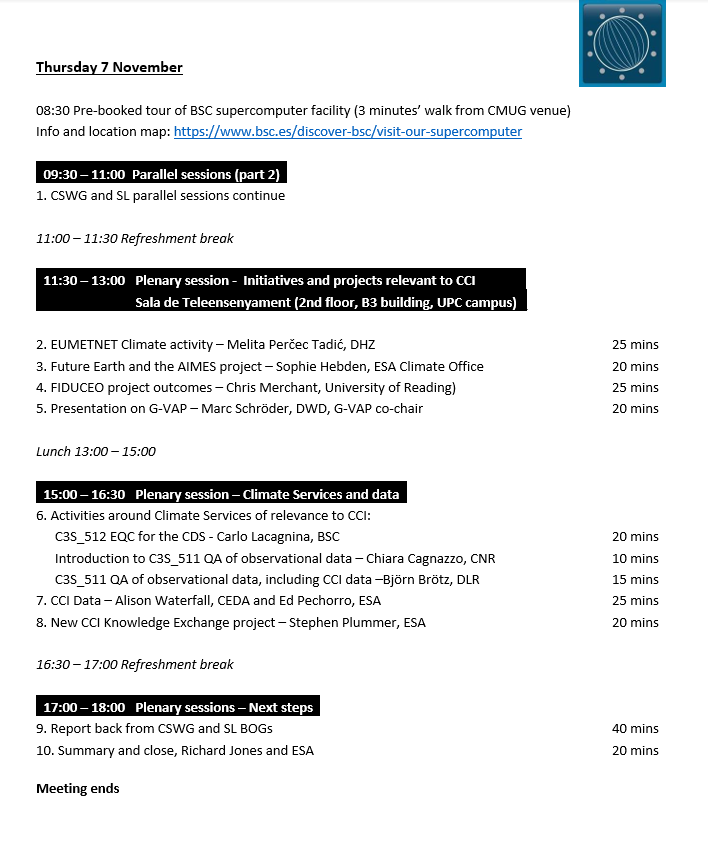 Thursday 7 November
08:30 Pre-booked tour of BSC supercomputer facility (3 minutes’ walk from CMUG venue)
Info and location map: https://www.bsc.es/discover-bsc/visit-our-supercomputer
09:30 – 11:00 Parallel sessions (part 2)
1. CSWG and SL parallel sessions continue
11:00 – 11:30 Refreshment break
11:30 – 13:00 Plenary session - Initiatives and projects relevant to CCI
Sala de Teleensenyament (2nd floor, B3 building, UPC campus)
2. EUMETNET Climate activity – Melita Perčec Tadić, DHZ 25 mins
3. Future Earth and the AIMES project – Sophie Hebden, ESA Climate Office 20 mins
4. FIDUCEO project outcomes – Chris Merchant, University of Reading) 25 mins
5. Presentation on G-VAP – Marc Schröder, DWD, G-VAP co-chair 20 mins
Lunch 13:00 – 15:00
15:00 – 16:30 Plenary session – Climate Services and data
6. Activities around Climate Services of relevance to CCI:
C3S_512 EQC for the CDS - Carlo Lacagnina, BSC 20 mins
Introduction to C3S_511 QA of observational data – Chiara Cagnazzo, CNR 10 mins
C3S_511 QA of observational data, including CCI data –Björn Brötz, DLR 15 mins
7. CCI Data – Alison Waterfall, CEDA and Ed Pechorro, ESA 25 mins
8. New CCI Knowledge Exchange project – Stephen Plummer, ESA 20 mins
16:30 – 17:00 Refreshment break
17:00 – 18:00 Plenary sessions – Next steps
9. Report back from CSWG and SL BOGs 40 mins
10. Summary and close, Richard Jones and ESA 20 mins
Meeting ends